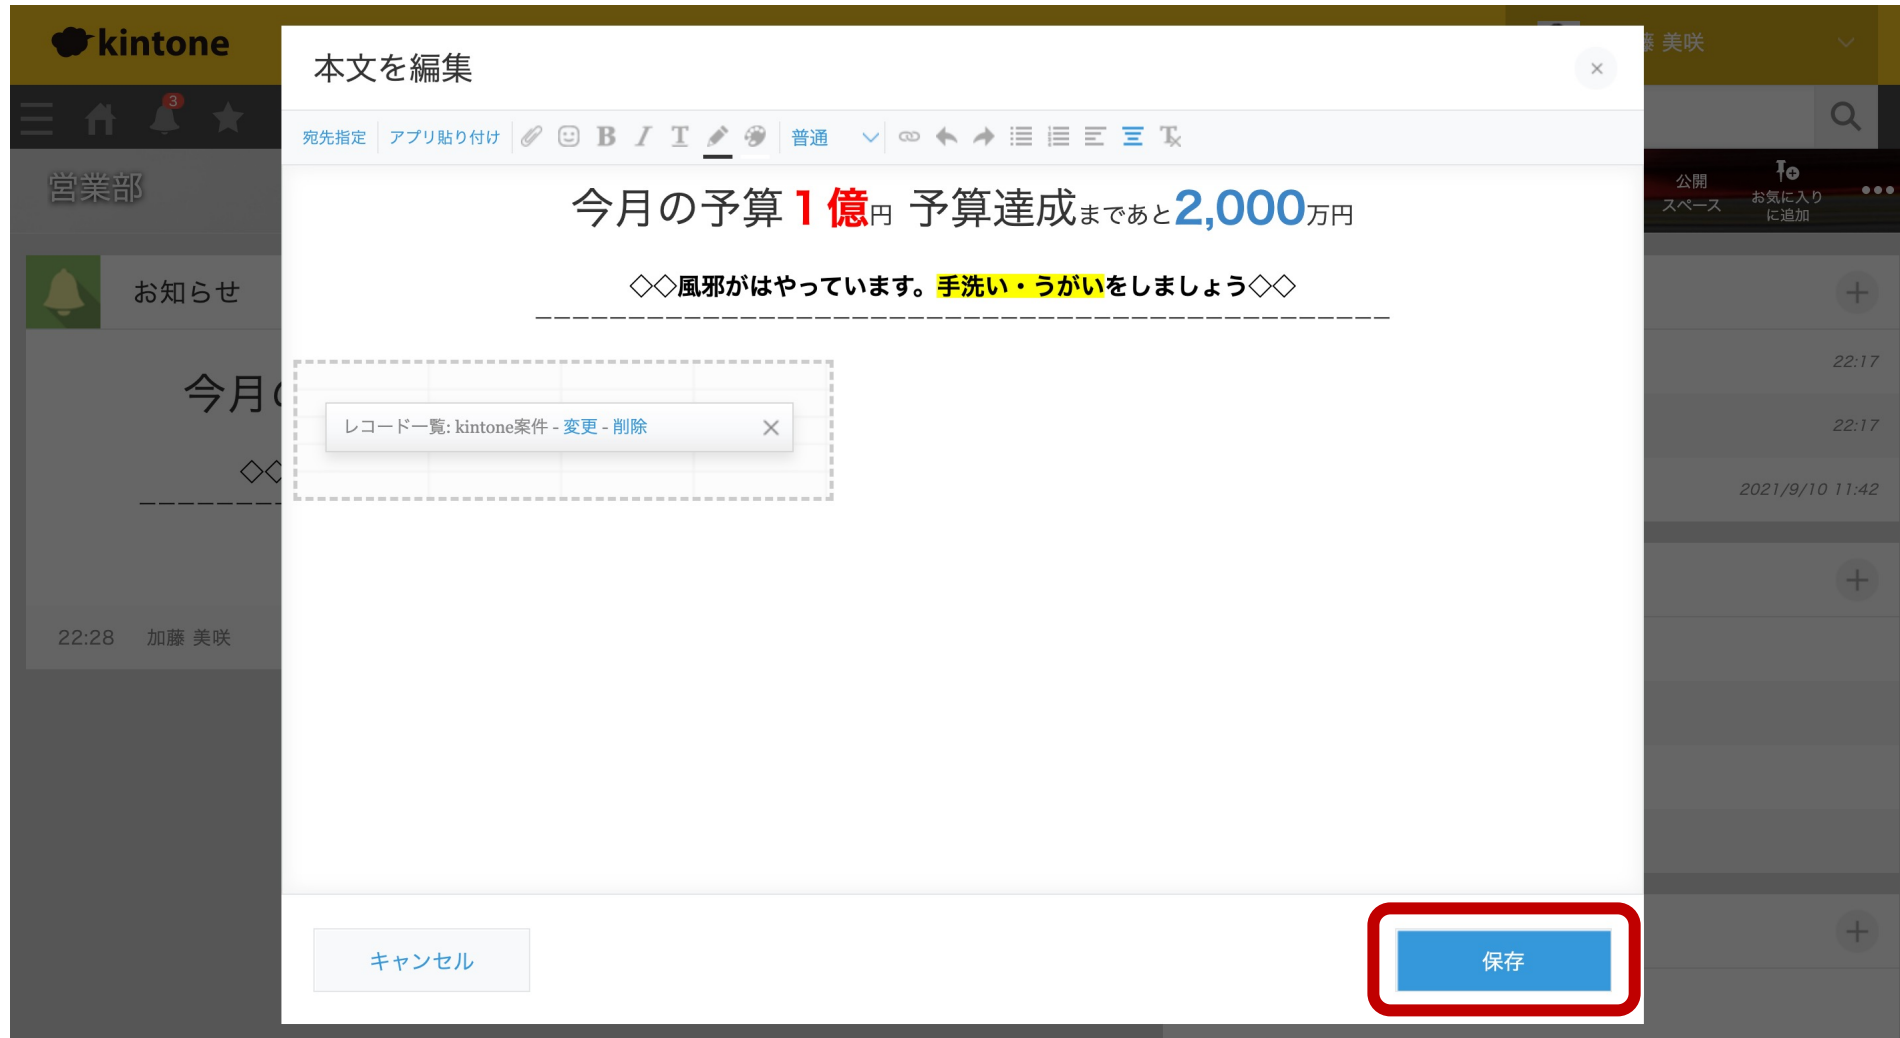 kintone
美咲
3
営業部
公開
スペース
お気に入り
に追加
お知らせ
今月
◇◇
22:28 加藤 美咲
22:17
22:17
2021/9/10 11:42
本文を編集
宛先指定 アプリ貼り付け B I T 普通
今月の予算1億円 予算達成まであと2,000万円
◇◇風邪がはやっています。手洗い・うがいをしましょう◇◇
レコード一覧: kintone案件 - 変更 - 削除
キャンセル
保存